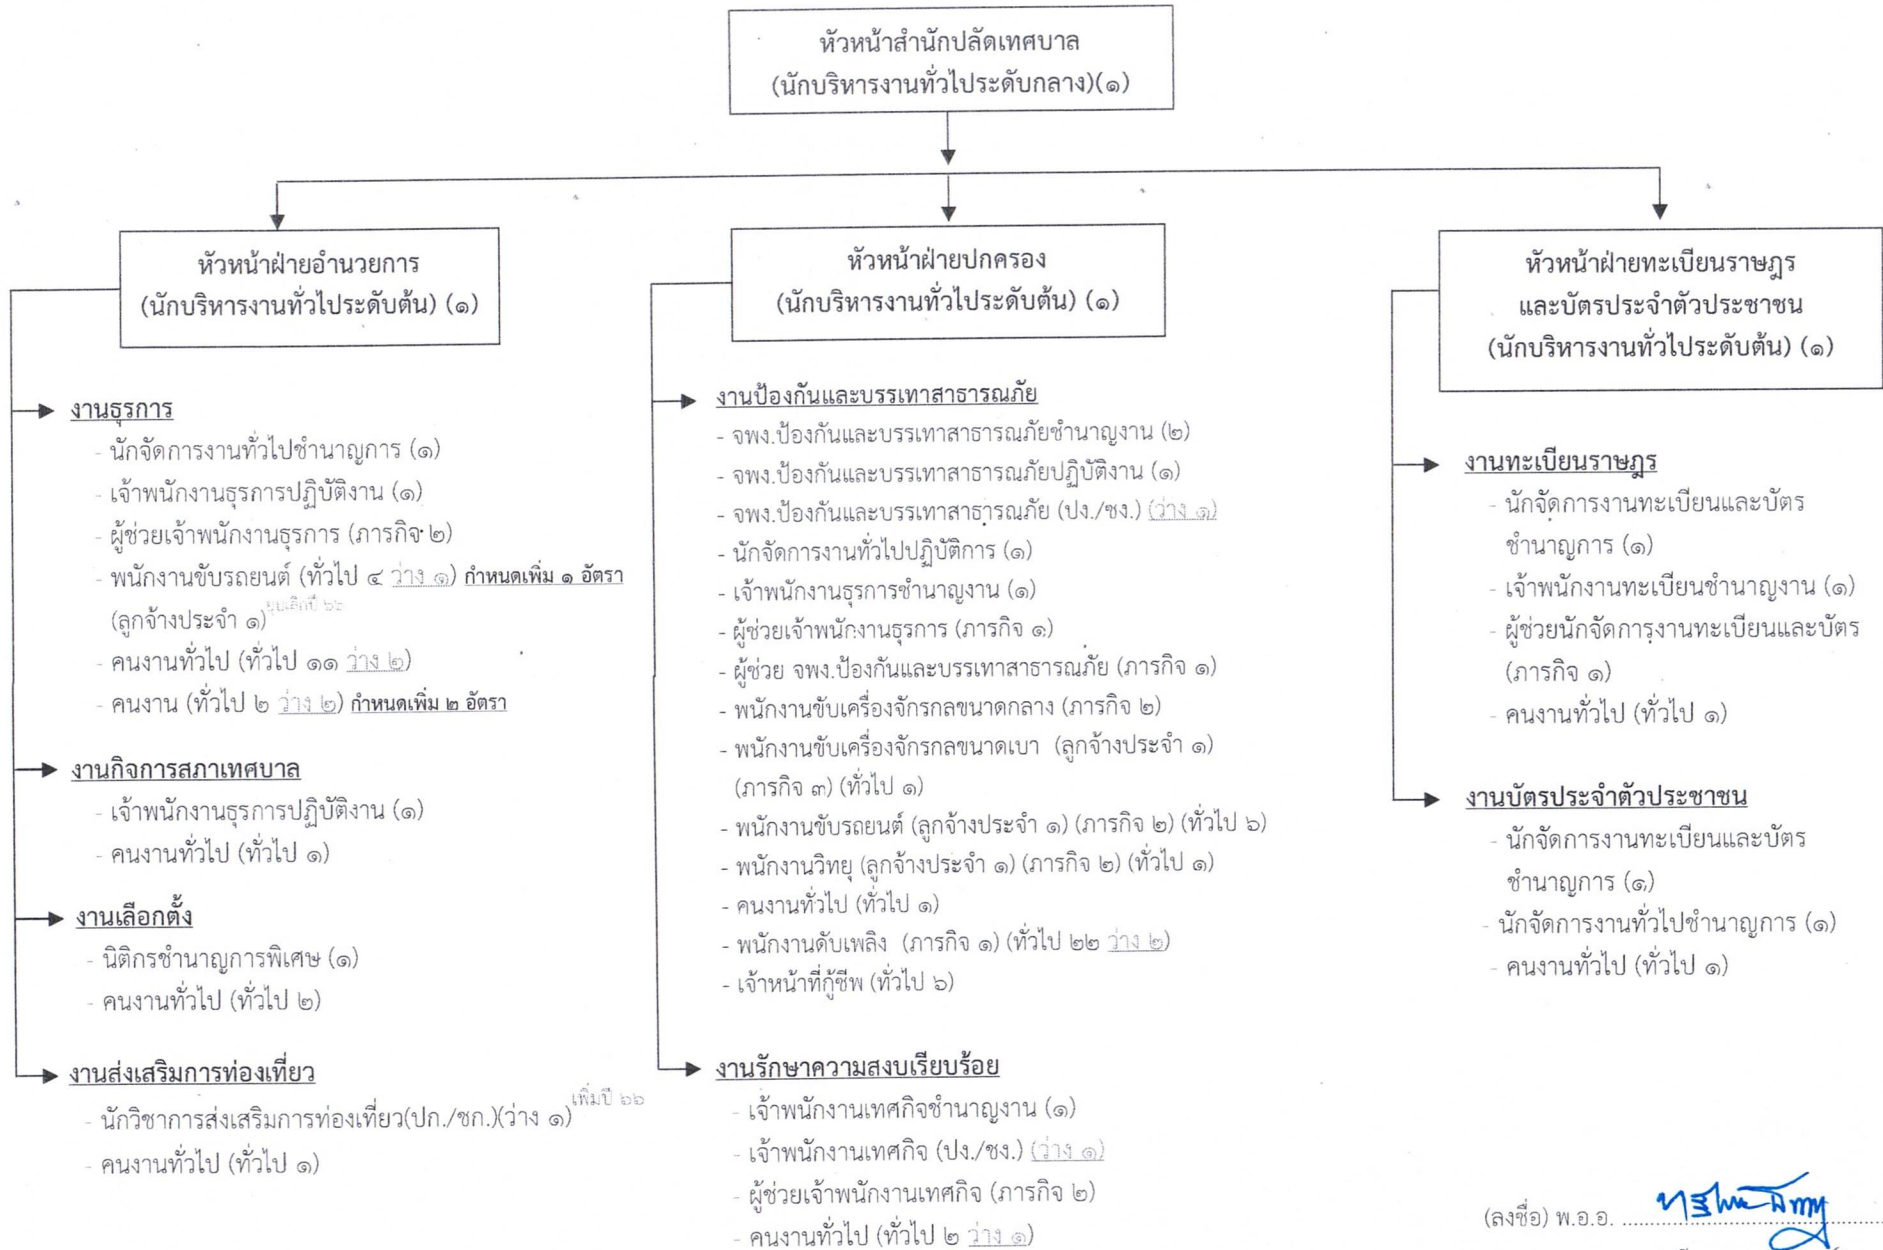 หัวหน้าสำนักปลัดเทศบาล
(นักบริหารงานทั่วไประดับกลาง)(๑)
หัวหน้าฝ่ายอำนวยการ
(นักบริหารงานทั่วไประดับต้น) (๑)
งานธุรการ
- นักจัดการงานทั่วไปชำนาญการ (๑)
- เจ้าพนักงานธุรการปฏิบัติงาน (๑)
- ผู้ช่วยเจ้าพนักงานธุรการ (ภารกิจ ๒)
- พนักงานขับรถยนต์ (ทั่วไป ๔ ว่าง ๑) กำหนดเพิ่ม ๑ อัตรา
(ลูกจ้างประจำ ๑)
- คนงานทั่วไป (ทั่วไป ๑๑ ว่าง ๒)
- คนงาน (ทั่วไป ๒ ว่าง ๒) กำหนดเพิ่ม ๒ อัตรา
งานกิจการสภาเทศบาล
- เจ้าพนักงานธุรการปฏิบัติงาน (๑)
- คนงานทั่วไป (ทั่วไป ๑)
งานเลือกตั้ง
- นิติกรชำนาญการพิเศษ (๑)
- คนงานทั่วไป (ทั่วไป ๒)
งานส่งเสริมการท่องเที่ยว
- นักวิชาการส่งเสริมการท่องเที่ยว(ปก./ชก.)(ว่าง ๑) เพิ่มปี ๖๖
- คนงานทั่วไป (ทั่วไป ๑)
หัวหน้าฝ่ายปกครอง
(นักบริหารงานทั่วไประดับต้น) (๑)
งานป้องกันและบรรเทาสาธารณภัย
- จพง.ป้องกันและบรรเทาสาธารณภัยชำนาญงาน (๒)
- จพง.ป้องกันและบรรเทาสาธารณภัยปฏิบัติงาน (๑)
- จพง.ป้องกันและบรรเทาสาธารณภัย (ปง./ชง.) (ว่าง ๑)
- นักจัดการงานทั่วไปปฏิบัติการ (๑)
- เจ้าพนักงานธุรการชำนาญงาน (๑)
- ผู้ช่วยเจ้าพนักงานธุรการ (ภารกิจ ๑)
- ผู้ช่วย จพง.ป้องกันและบรรเทาสาธารณภัย (ภารกิจ ๑)
- พนักงานขับเครื่องจักรกลขนาดกลาง (ภารกิจ ๒)
- พนักงานขับเครื่องจักรกลขนาดเบา (ลูกจ้างประจำ ๑)
(ภารกิจ ๓) (ทั่วไป ๑)
- พนักงานขับรถยนต์ (ลูกจ้างประจำ ๑) (ภารกิจ ๒) (ทั่วไป ๖)
- พนักงานวิทยุ (ลูกจ้างประจำ ๑) (ภารกิจ ๒) (ทั่วไป ๑)
- คนงานทั่วไป (ทั่วไป ๑)
- พนักงานดับเพลิง (ภารกิจ ๑) (ทั่วไป ๒๒ ว่าง ๒)
- เจ้าหน้าที่กู้ชีพ (ทั่วไป ๖)
งานรักษาความสงบเรียบร้อย
- เจ้าพนักงานเทศกิจชำนาญงาน (๑)
- เจ้าพนักงานเทศกิจ (ปง./ชง.) (ว่าง ๑)
- ผู้ช่วยเจ้าพนักงานเทศกิจ (ภารกิจ ๒)
- คนงานทั่วไป (ทั่วไป ๒ ว่าง ๑)
หัวหน้าฝ่ายทะเบียนราษฎร
และบัตรประจำตัวประชาชน
(นักบริหารงานทั่วไประดับต้น) (๑)
งานทะเบียนราษฎร
- นักจัดการงานทะเบียนและบัตร
ชำนาญการ (๑)
- เจ้าพนักงานทะเบียนชำนาญงาน (๑)
- ผู้ช่วยนักจัดการงานทะเบียนและบัตร
(ภารกิจ ๑)
- คนงานทั่วไป (ทั่วไป ๑)
งานบัตรประจำตัวประชาชน
- นักจัดการงานทะเบียนและบัตร
ชำนาญการ (๑)
- นักจัดการงานทั่วไปชำนาญการ (๑)
- คนงานทั่วไป (ทั่วไป ๑)
(ลงชื่อ) พ.อ.อ.